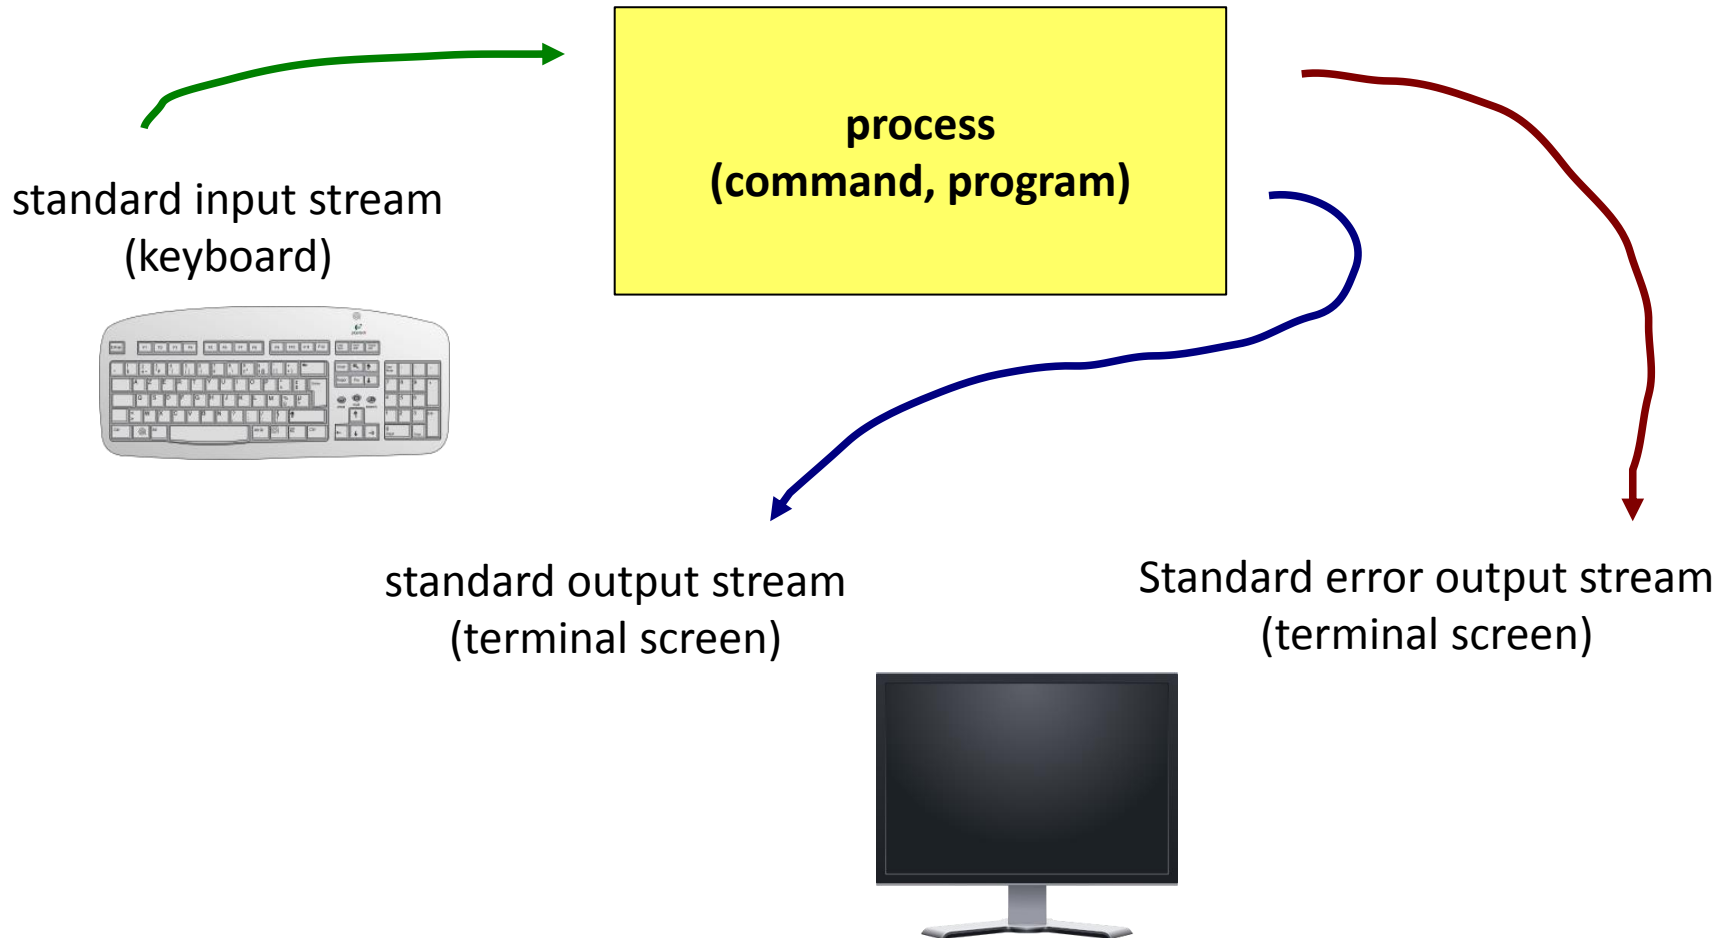 process
(command, program)
standard input stream
(keyboard)
standard output stream
(terminal screen)
Standard error output stream
(terminal screen)